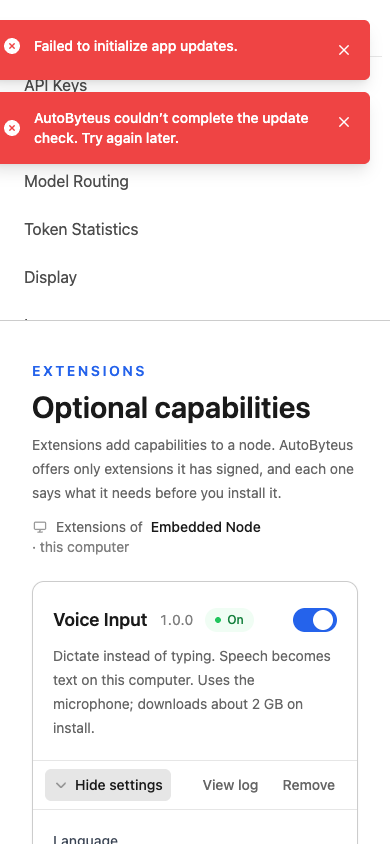 Failed to initialize app updates.
API Keys
AutoByteus couldn’t complete the update
check. Try again later.
Model Routing
Token Statistics
Display
EXTENSIONS
Optional capabilities
Extensions add capabilities to a node. AutoByteus
offers only extensions it has signed, and each one
says what it needs before you install it.
Extensions of Embedded Node
· this computer
Voice Input 1.0.0 On
Dictate instead of typing. Speech becomes
text on this computer. Uses the
microphone; downloads about 2 GB on
install.
Hide settings View log Remove
Language